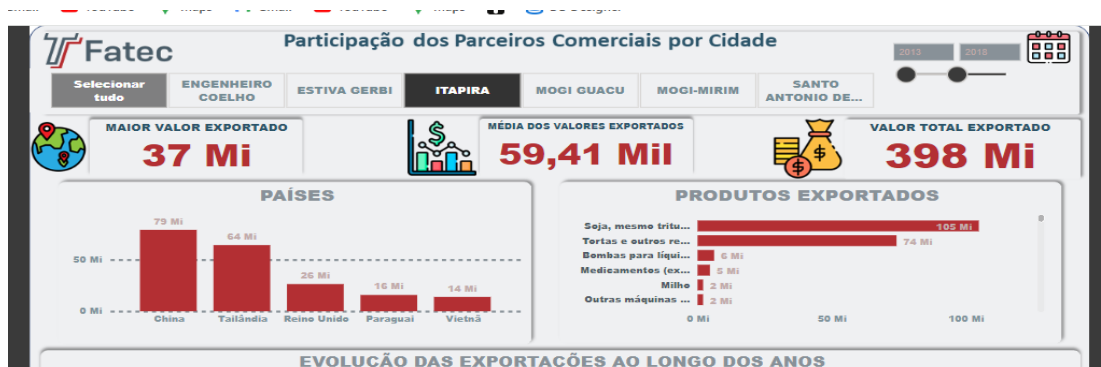 YouTube
Maps
YouTube
Maps
Fatec
Participação dos Parceiros Comerciais por Cidade
2013
2018
Selecionar tudo
ENGENHEIRO COELHO
ESTIVA GERBI
ITAPIRA
MOGI GUACU
MOGI-MIRIM
SANTO ANTONIO DE...
MAIOR VALOR EXPORTADO
37 Mi
MÉDIA DOS VALORES EXPORTADOS
59,41 Mil
VALOR TOTAL EXPORTADO
398 Mi
PAÍSES
79 Mi
64 Mi
26 Mi
16 Mi
14 Mi
50 Mi
0 Mi
China
Tailândia
Reino Unido
Paraguai
Vietnã
PRODUTOS EXPORTADOS
Soja, mesmo tritu... 105 Mi
Tortas e outros re... 74 Mi
Bombas para líqui... 6 Mi
Medicamentos (ex... 5 Mi
Milho 2 Mi
Outras máquinas ... 2 Mi
0 Mi
50 Mi
100 Mi
EVOLUÇÃO DAS EXPORTAÇÕES AO LONGO DOS ANOS